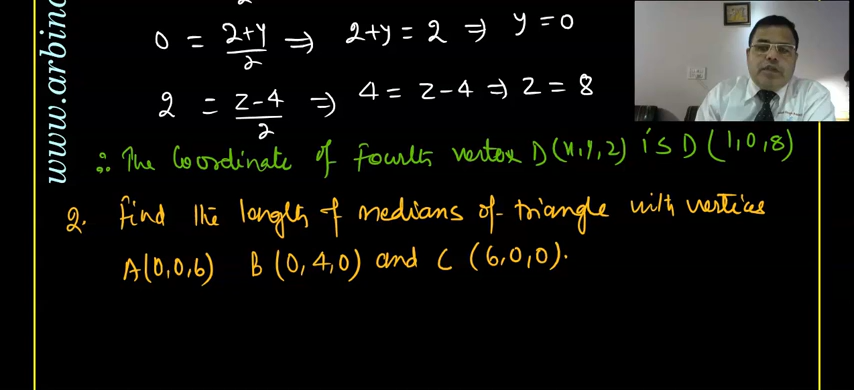 0 = 2+y/2 ⇒ 2+y = 2 ⇒ y = 0
2 = z-4/2 ⇒ 4 = z-4 ⇒ z = 8
∴ The Coordinate of Fourth vertex D(x,y,z) is D (1,0,8)
2. Find the length of medians of triangle with vertices
A(0,0,6) B(0,4,0) and C (6,0,0).
www.arbind